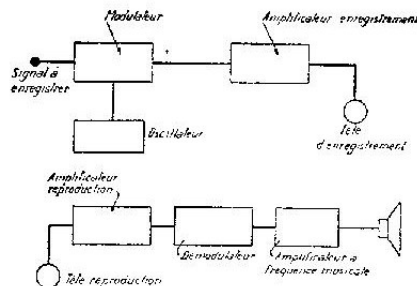 Modulateur
Amplificateur enregistrement
Signal à
enregistrer
Oscillateur
Tête
d'enregistrement
Amplificateur
reproduction
Démodulateur
Amplificateur à
fréquence musicale
Tête reproduction